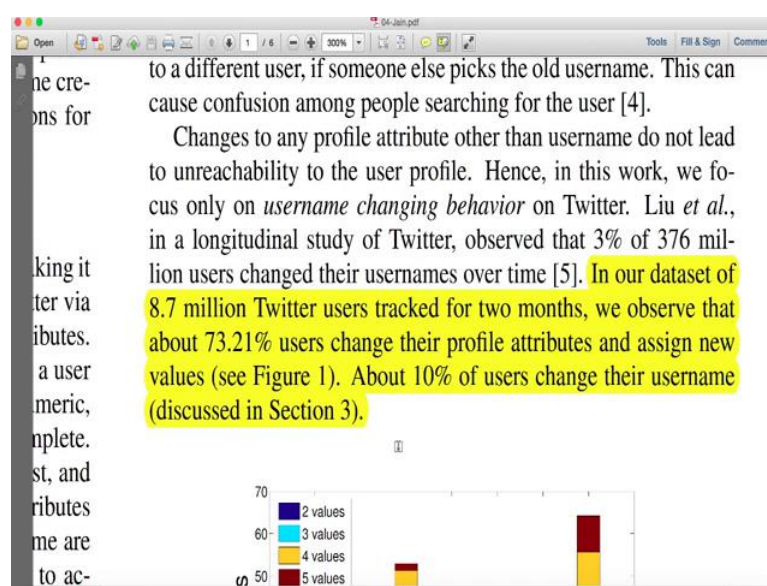 04-Jain.pdf
Open
1 / 6
300%
Tools Fill & Sign Commen
ne cre-
ons for
king it
ter via
ibutes.
a user
meric,
nplete.
st, and
ributes
me are
to ac-
to a different user, if someone else picks the old username. This can
cause confusion among people searching for the user [4].
Changes to any profile attribute other than username do not lead
to unreachability to the user profile. Hence, in this work, we fo-
cus only on username changing behavior on Twitter. Liu et al.,
in a longitudinal study of Twitter, observed that 3% of 376 mil-
lion users changed their usernames over time [5]. In our dataset of
8.7 million Twitter users tracked for two months, we observe that
about 73.21% users change their profile attributes and assign new
values (see Figure 1). About 10% of users change their username
(discussed in Section 3).
70
60
50
2 values
3 values
4 values
5 values